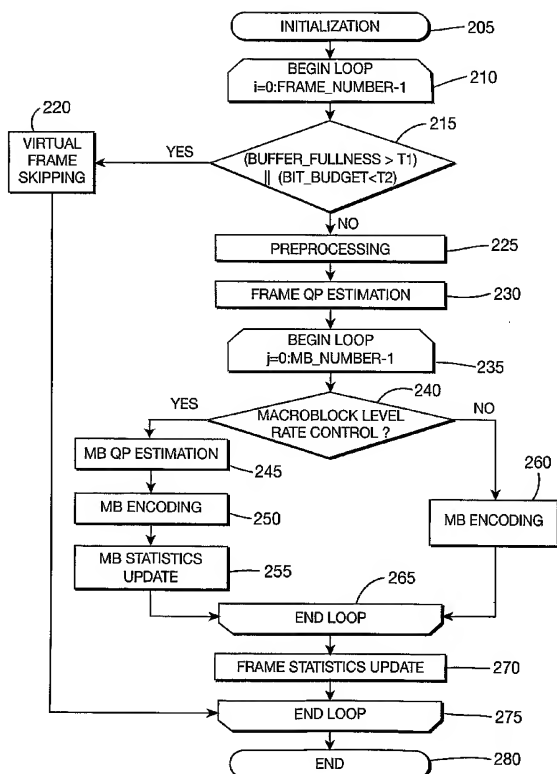 INITIALIZATION
205
BEGIN LOOP
i=0:FRAME_NUMBER-1
210
220
VIRTUAL
FRAME
SKIPPING
YES
215
(BUFFER_FULLNESS > T1)
|| (BIT_BUDGET<T2)
NO
PREPROCESSING
225
FRAME QP ESTIMATION
230
BEGIN LOOP
j=0:MB_NUMBER-1
235
240
YES
MACROBLOCK LEVEL
RATE CONTROL ?
NO
MB QP ESTIMATION
245
MB ENCODING
250
MB STATISTICS
UPDATE
255
260
MB ENCODING
265
END LOOP
FRAME STATISTICS UPDATE
270
END LOOP
275
END
280